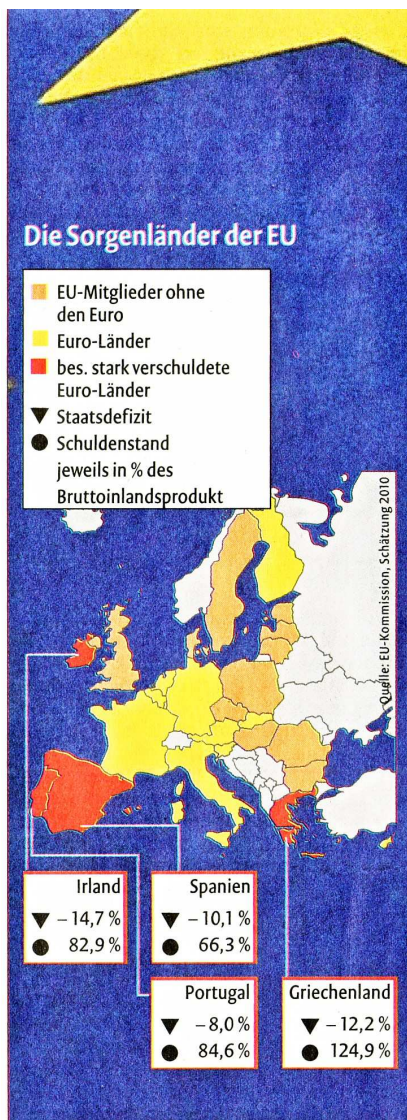 Die Sorgenländer der EU
EU-Mitglieder ohne
den Euro
Euro-Länder
bes. stark verschuldete
Euro-Länder
Staatsdefizit
Schuldenstand
jeweils in % des
Bruttoinlandsprodukt
Quelle: EU-Kommission, Schätzung 2010
Irland
– 14,7 %
82,9 %
Spanien
– 10,1 %
66,3 %
Portugal
– 8,0 %
84,6 %
Griechenland
– 12,2 %
124,9 %